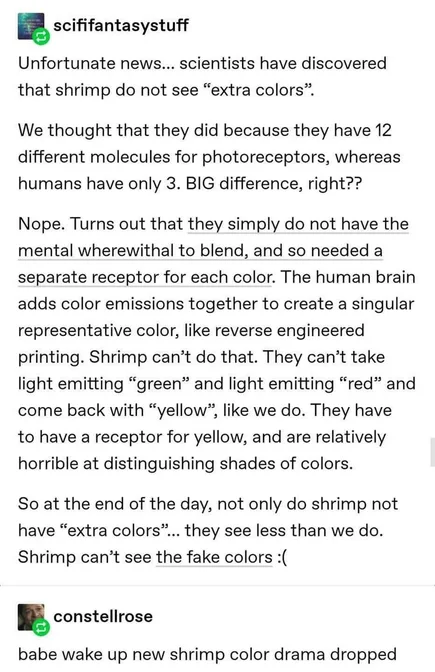 scififantasystuff
Unfortunate news... scientists have discovered
that shrimp do not see “extra colors”.
We thought that they did because they have 12
different molecules for photoreceptors, whereas
humans have only 3. BIG difference, right??
Nope. Turns out that they simply do not have the
mental wherewithal to blend, and so needed a
separate receptor for each color. The human brain
adds color emissions together to create a singular
representative color, like reverse engineered
printing. Shrimp can’t do that. They can’t take
light emitting “green” and light emitting “red” and
come back with “yellow”, like we do. They have
to have a receptor for yellow, and are relatively
horrible at distinguishing shades of colors.
So at the end of the day, not only do shrimp not
have “extra colors”... they see less than we do.
Shrimp can’t see the fake colors :(
constellrose
babe wake up new shrimp color drama dropped